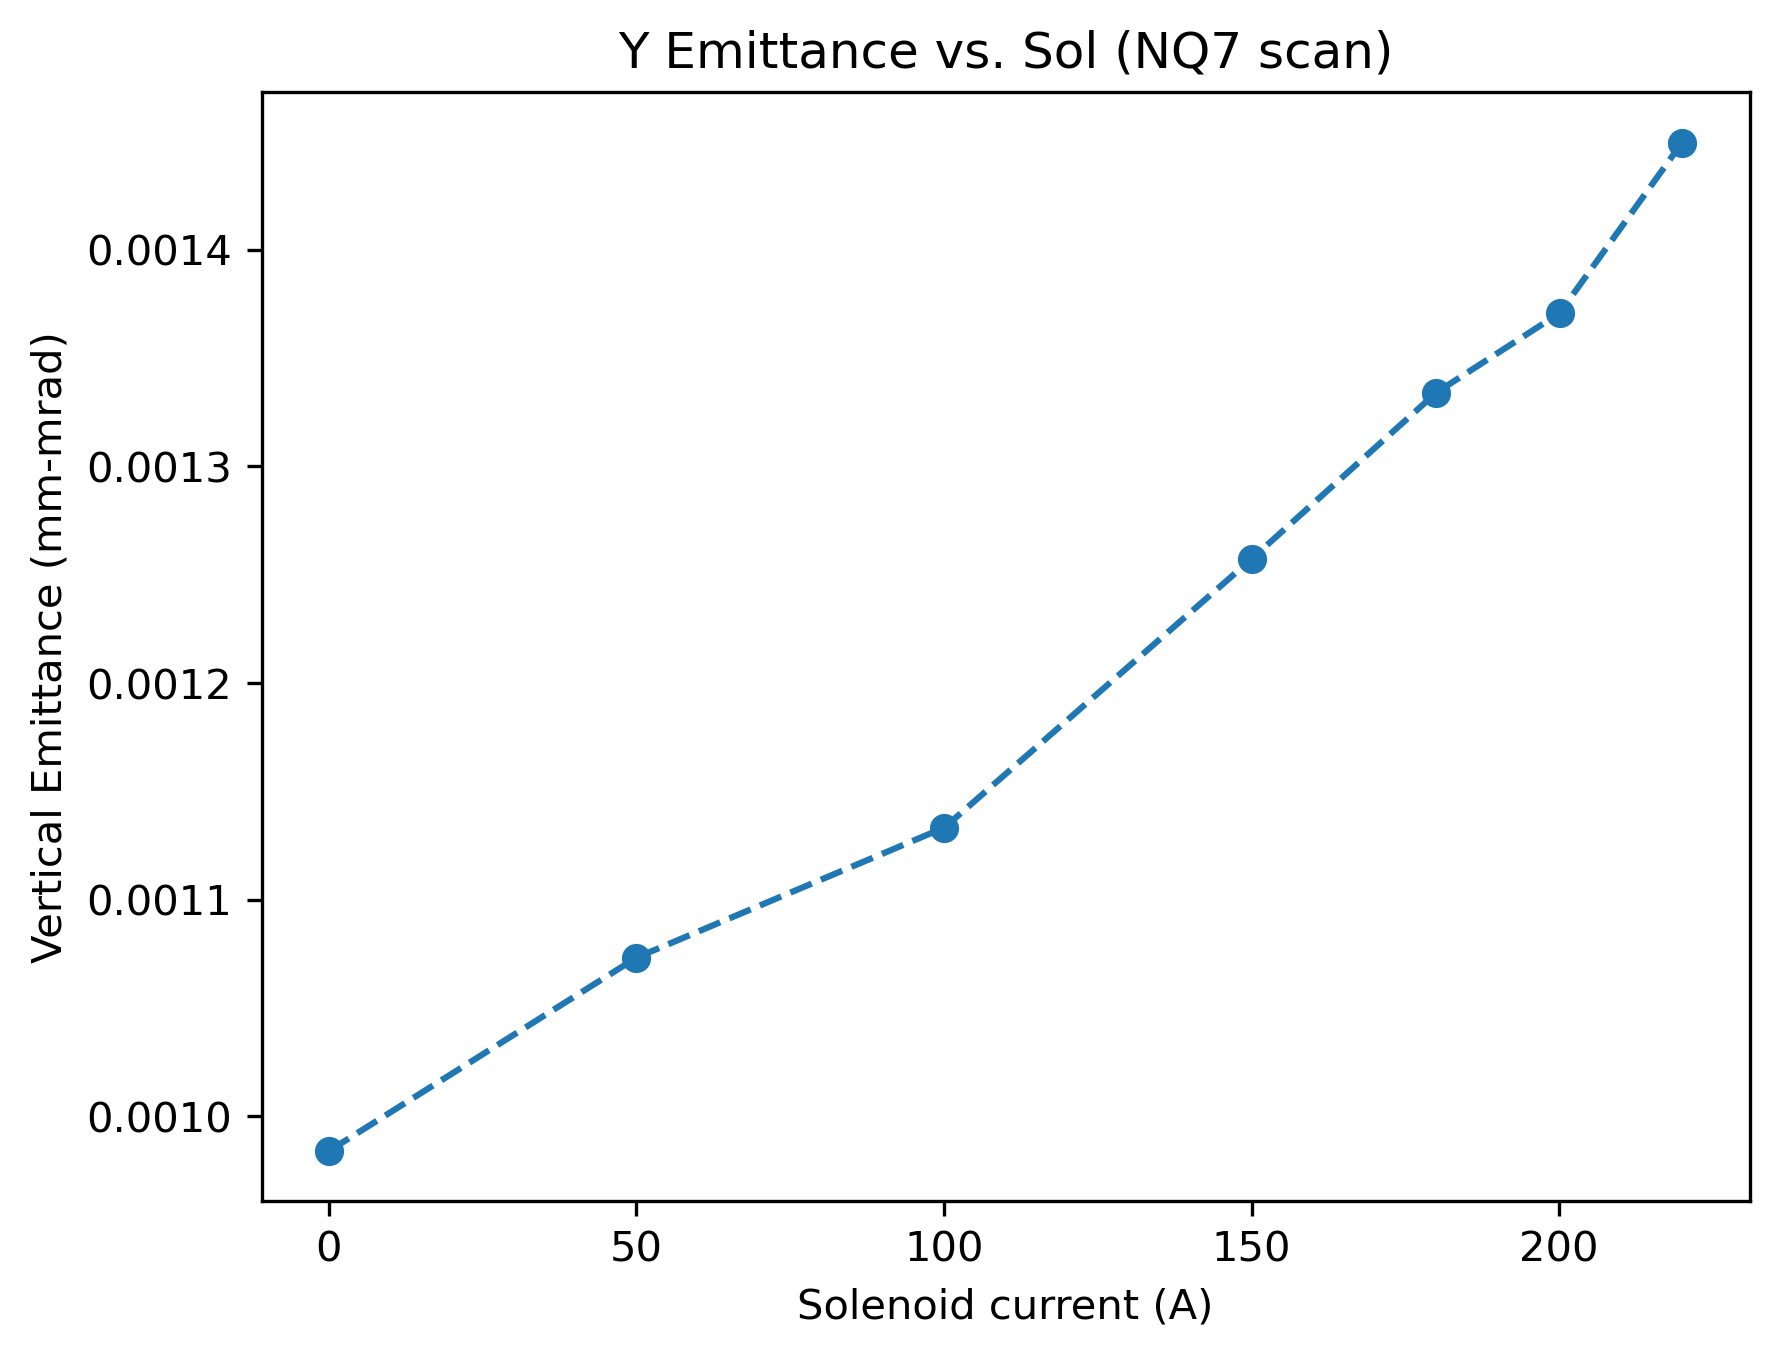 Y Emittance vs. Sol (NQ7 scan)
Vertical Emittance (mm-mrad)
0.0014
0.0013
0.0012
0.0011
0.0010
0 50 100 150 200
Solenoid current (A)